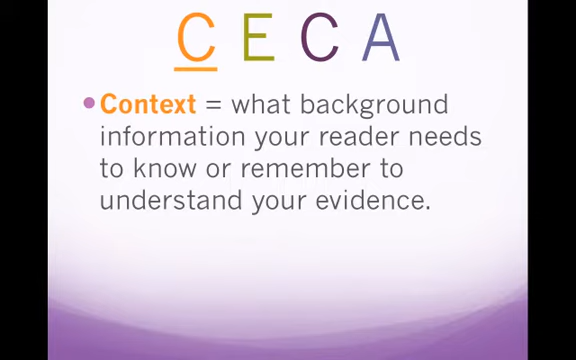 C E C A
• Context = what background
information your reader needs
to know or remember to
understand your evidence.